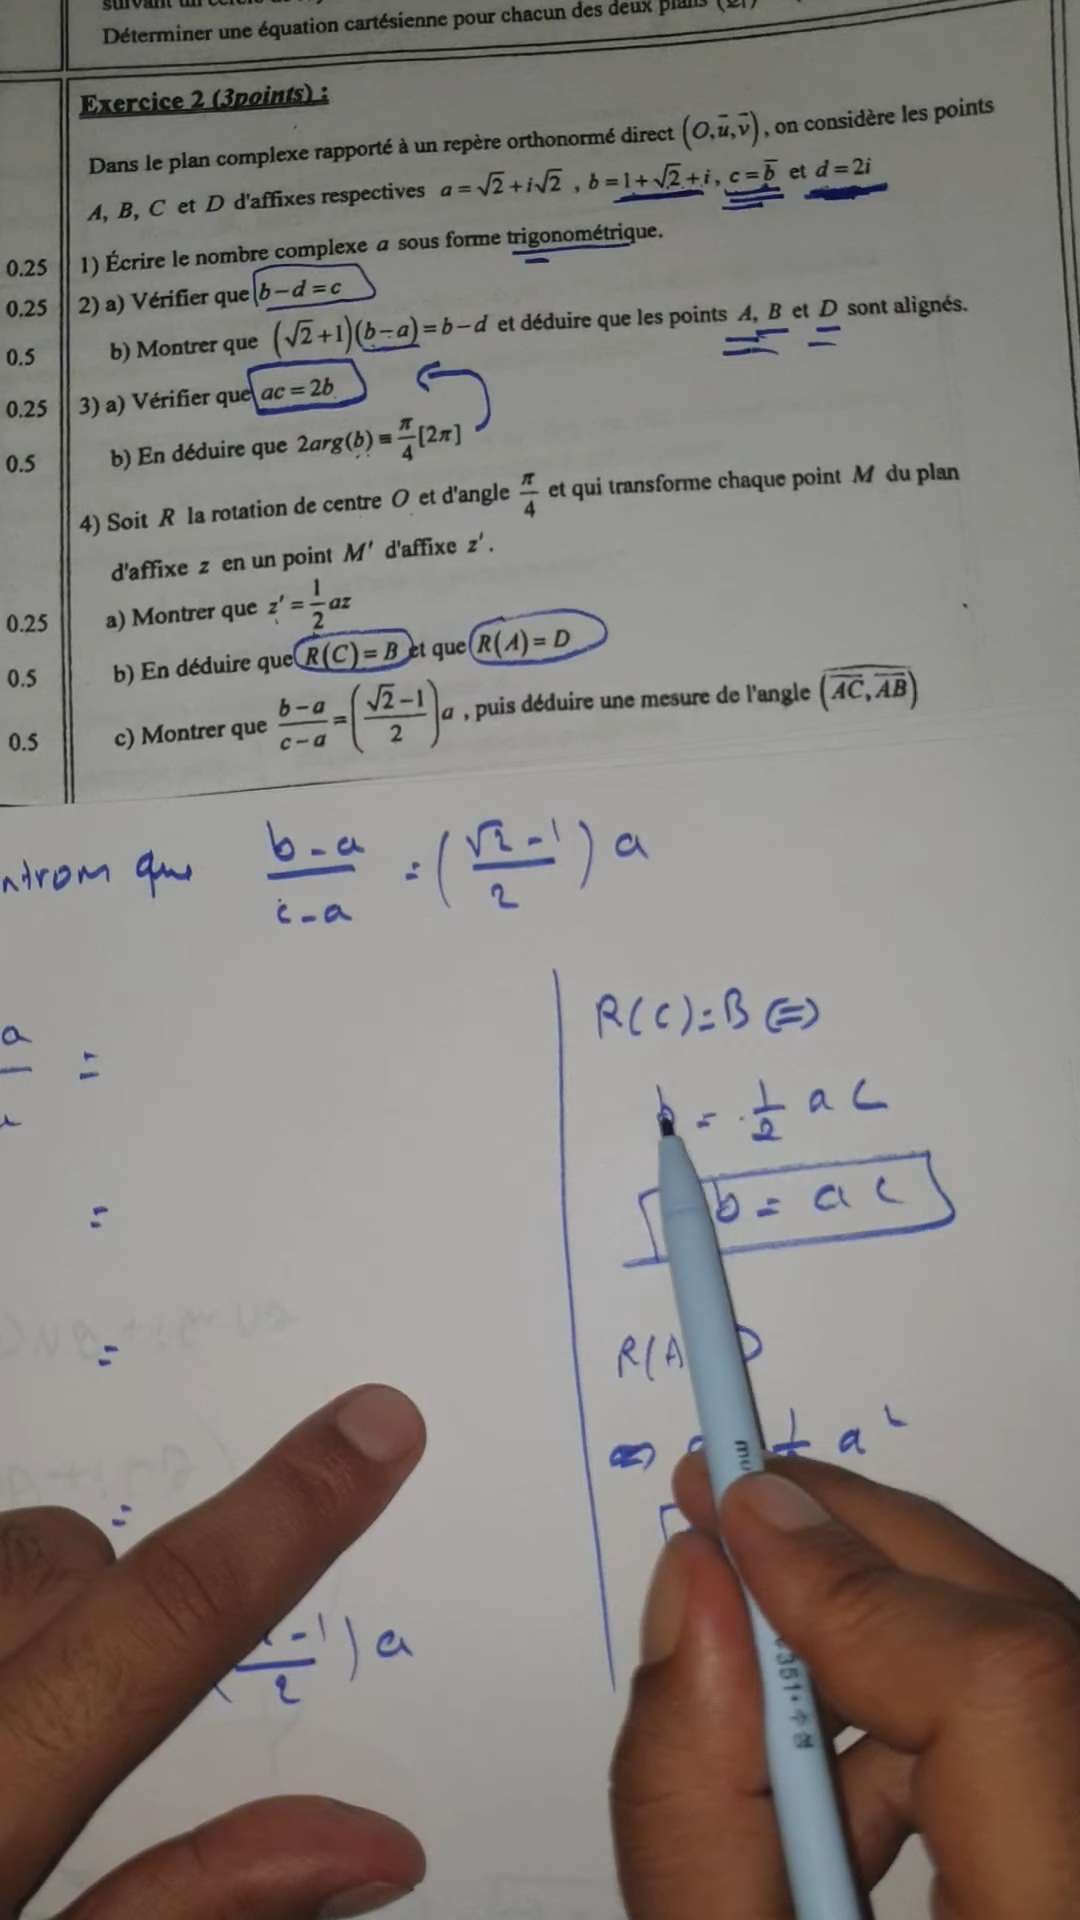 Déterminer une équation cartésienne pour chacun des deux plans
Exercice 2 (3points) :
Dans le plan complexe rapporté à un repère orthonormé direct (O,u⃗,v⃗), on considère les points
A, B, C et D d'affixes respectives a = √2 + i√2 , b = 1+√2+i, c = b̅ et d = 2i
0.25 1) Écrire le nombre complexe a sous forme trigonométrique.
0.25 2) a) Vérifier que b − d = c
0.5 b) Montrer que (√2+1)(b−a) = b−d et déduire que les points A, B et D sont alignés.
0.25 3) a) Vérifier que ac = 2b
0.5 b) En déduire que 2arg(b) ≡ π/4 [2π]
4) Soit R la rotation de centre O et d'angle π/4 et qui transforme chaque point M du plan
d'affixe z en un point M' d'affixe z' .
0.25 a) Montrer que z' = 1/2 az
0.5 b) En déduire que R(C) = B et que R(A) = D
0.5 c) Montrer que (b−a)/(c−a) = ((√2−1)/2)a , puis déduire une mesure de l'angle (AC, AB)
que (b-a)/(c-a) = ((√2-1)/2) a
R(C)=B ⇔
a =
b = 1/2 a c
= b = a c
=
R(A
⇔ 1/2 a²
=
-1)/2) a